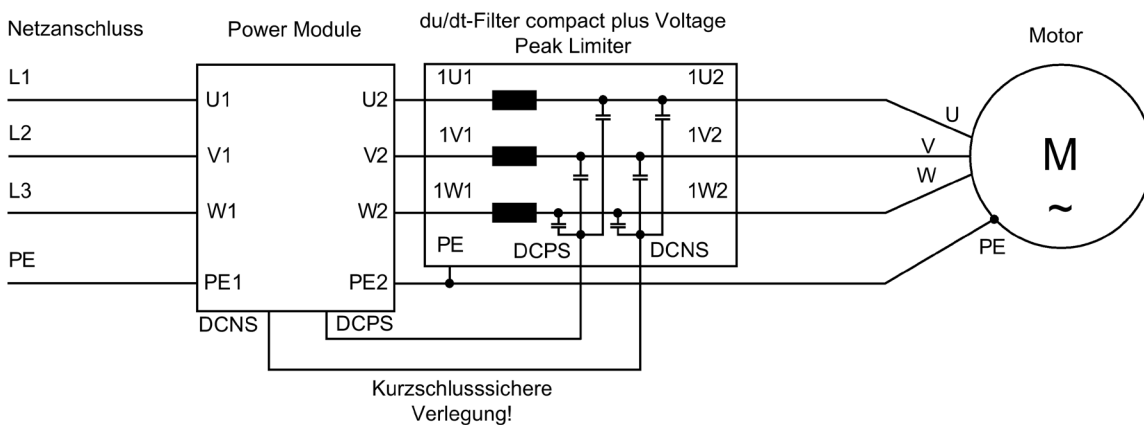 Netzanschluss
Power Module
du/dt-Filter compact plus Voltage
Peak Limiter
Motor
L1
U1
U2
1U1
1U2
U
L2
V1
V2
1V1
1V2
V
M
~
L3
W1
W2
1W1
1W2
W
PE
PE1
PE2
PE
DCPS
DCNS
PE
DCNS
DCPS
Kurzschlusssichere
Verlegung!